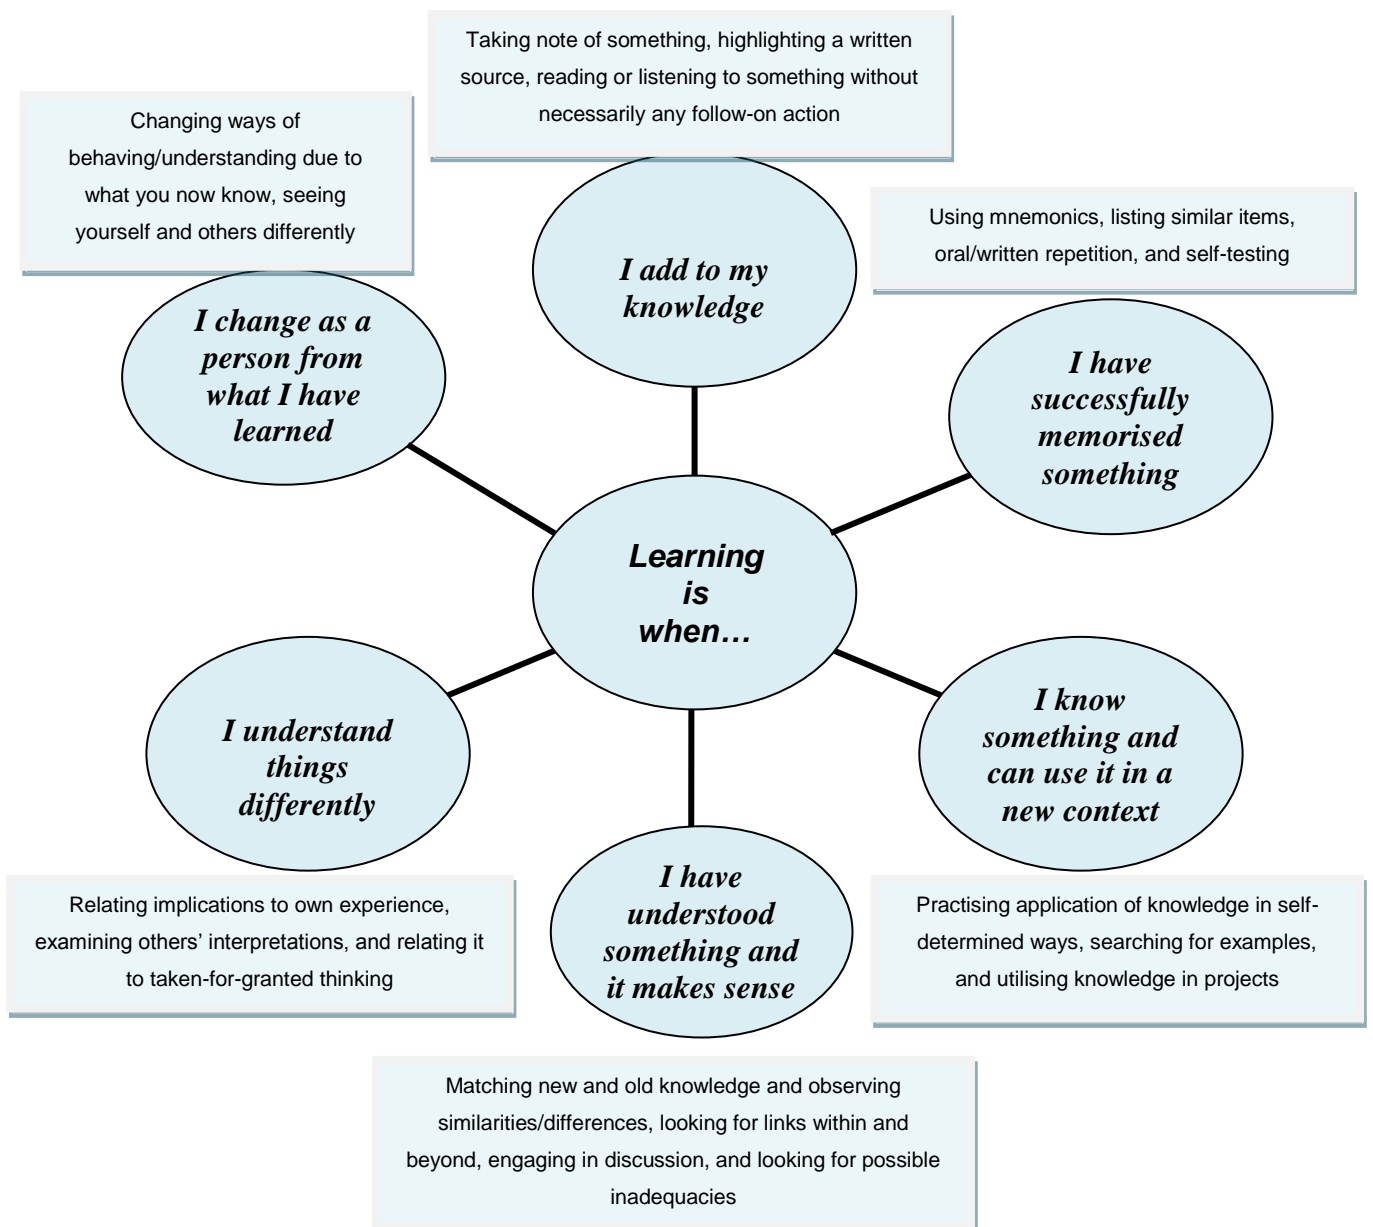 Taking note of something, highlighting a written
source, reading or listening to something without
necessarily any follow-on action
Changing ways of
behaving/understanding due to
what you now know, seeing
yourself and others differently
Using mnemonics, listing similar items,
oral/written repetition, and self-testing
I add to my
knowledge
I change as a
person from
what I have
learned
I have
successfully
memorised
something
Learning
is
when…
I understand
things
differently
I know
something and
can use it in a
new context
I have
understood
something and
it makes sense
Relating implications to own experience,
examining others’ interpretations, and relating it
to taken-for-granted thinking
Practising application of knowledge in self-
determined ways, searching for examples,
and utilising knowledge in projects
Matching new and old knowledge and observing
similarities/differences, looking for links within and
beyond, engaging in discussion, and looking for possible
inadequacies